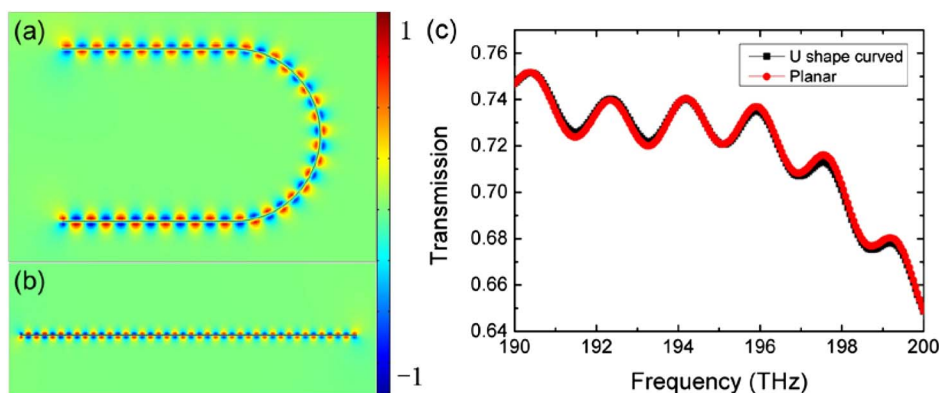 (a)
1
(b)
−1
(c)
0.76
0.74
0.72
0.70
0.68
0.66
0.64
Transmission
U shape curved
Planar
190 192 194 196 198 200
Frequency (THz)